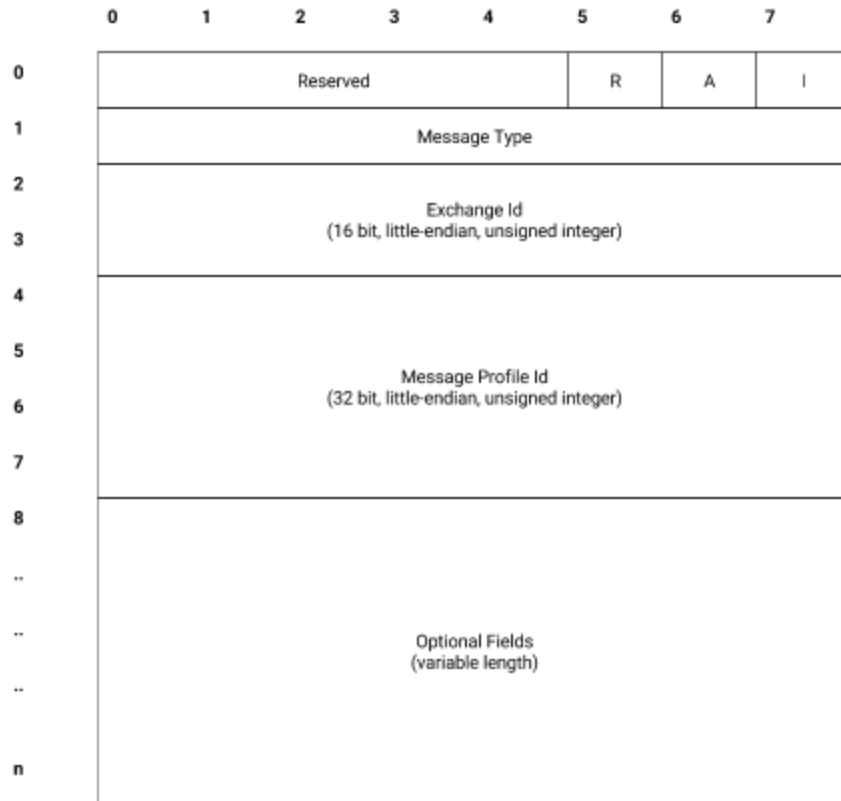 0 1 2 3 4 5 6 7
0 Reserved R A I
1 Message Type
2 Exchange Id
(16 bit, little-endian, unsigned integer)
3
4
5
Message Profile Id
6 (32 bit, little-endian, unsigned integer)
7
8
..
.. Optional Fields
(variable length)
..
n